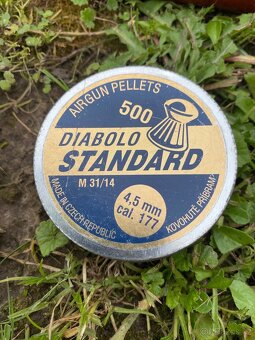 AIRGUN PELLETS
500
DIABOLO
STANDARD
M 31/14
4,5 mm
cal. 177
MADE IN CZECH REPUBLIC
KOVOHUTĚ PŘÍBRAM